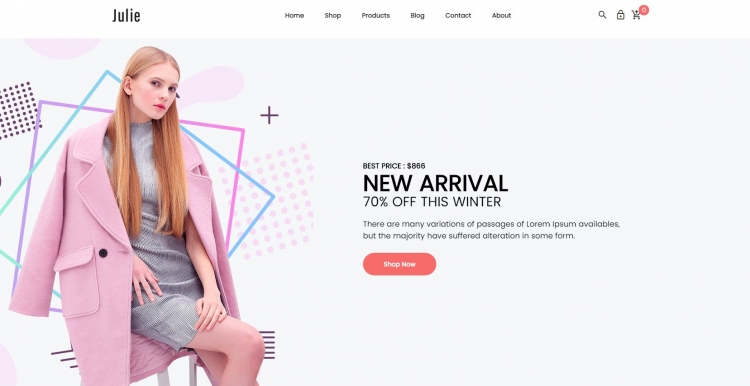 Julie
Home Shop Products Blog Contact About
0
BEST PRICE : $866
NEW ARRIVAL
70% OFF THIS WINTER
There are many variations of passages of Lorem Ipsum availables,
but the majority have suffered alteration in some form.
Shop Now